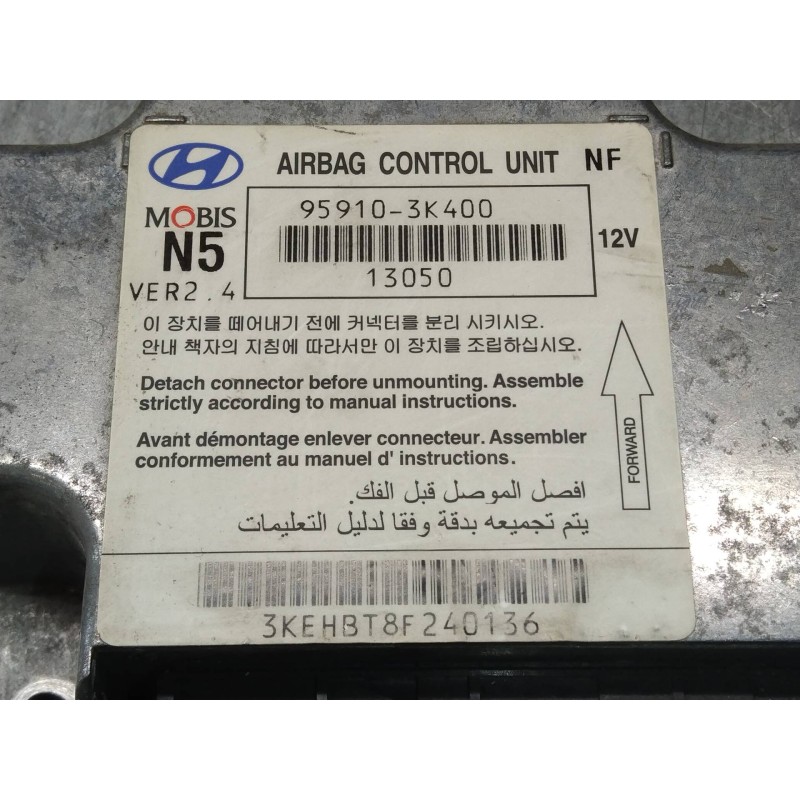 AIRBAG CONTROL UNIT NF
MOBIS
N5
VER2.4
95910-3K400
13050
12V
이 장치를 떼어내기 전에 커넥터를 분리 시키시오.
안내 책자의 지침에 따라서만 이 장치를 조립하십시오.
Detach connector before unmounting. Assemble
strictly according to manual instructions.
Avant démontage enlever connecteur. Assembler
conformement au manuel d' instructions.
افصل الموصل قبل الفك.
يتم تجميعه بدقة وفقا لدليل التعليمات
FORWARD
3KEHBT8F240136